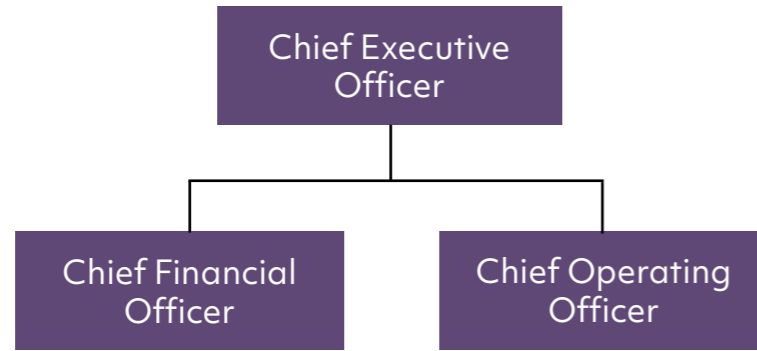 Chief Executive
Officer
Chief Financial
Officer
Chief Operating
Officer